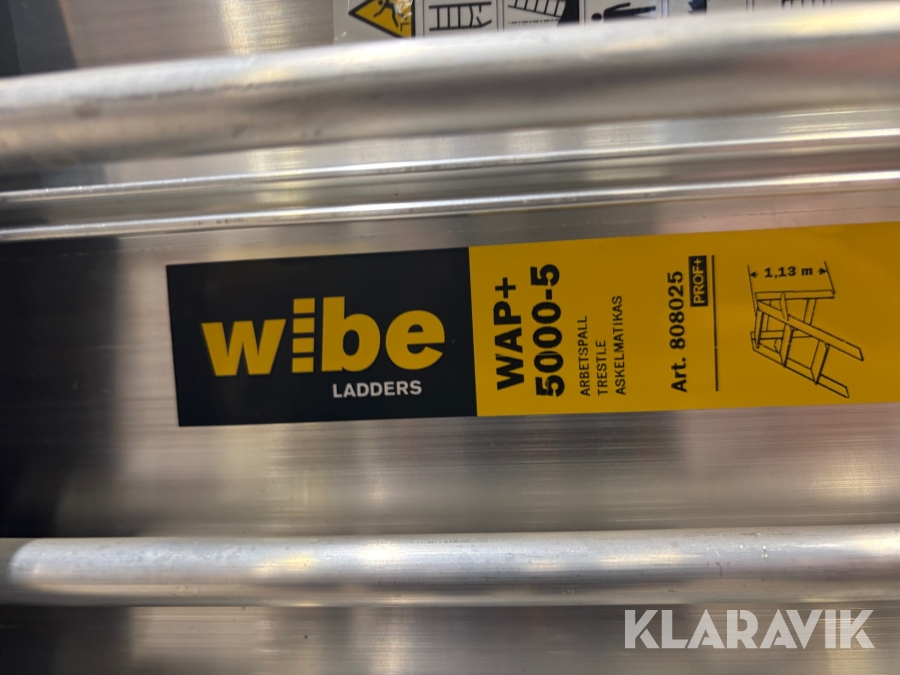 wibe
LADDERS
WAP+
5000-5
ARBETSPALL
TRESTLE
ASKELMATIKAS
Art. 808025
PROF+
1,13 m
KLARAVIK